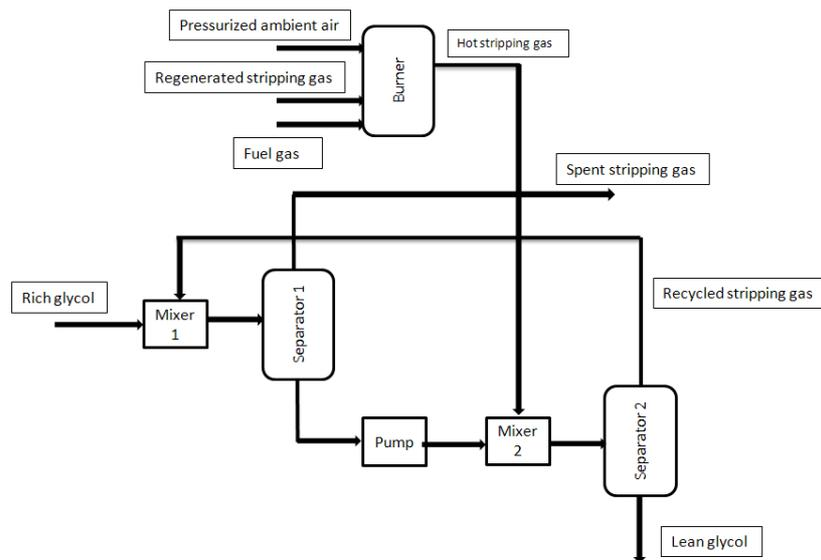 Pressurized ambient air
Hot stripping gas
Regenerated stripping gas
Burner
Fuel gas
Spent stripping gas
Rich glycol
Mixer
1
Separator 1
Recycled stripping gas
Pump
Mixer
2
Separator 2
Lean glycol